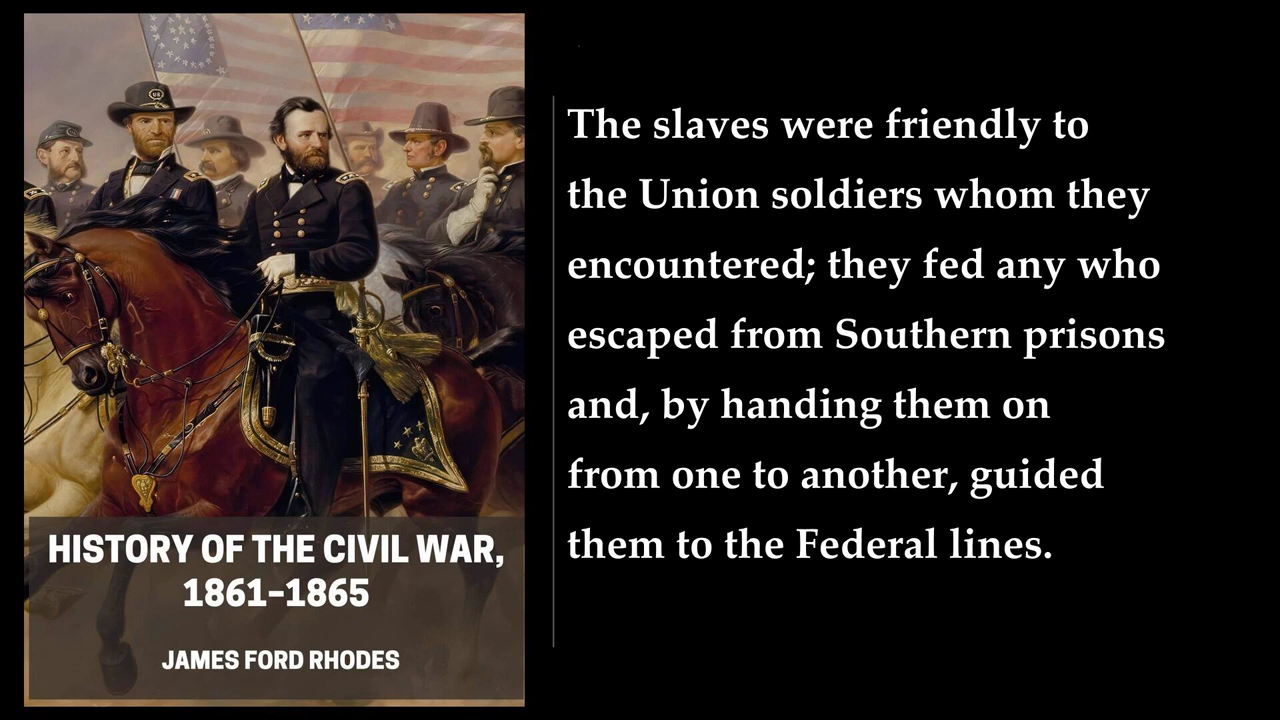 HISTORY OF THE CIVIL WAR,
1861–1865
JAMES FORD RHODES
The slaves were friendly to
the Union soldiers whom they
encountered; they fed any who
escaped from Southern prisons
and, by handing them on
from one to another, guided
them to the Federal lines.